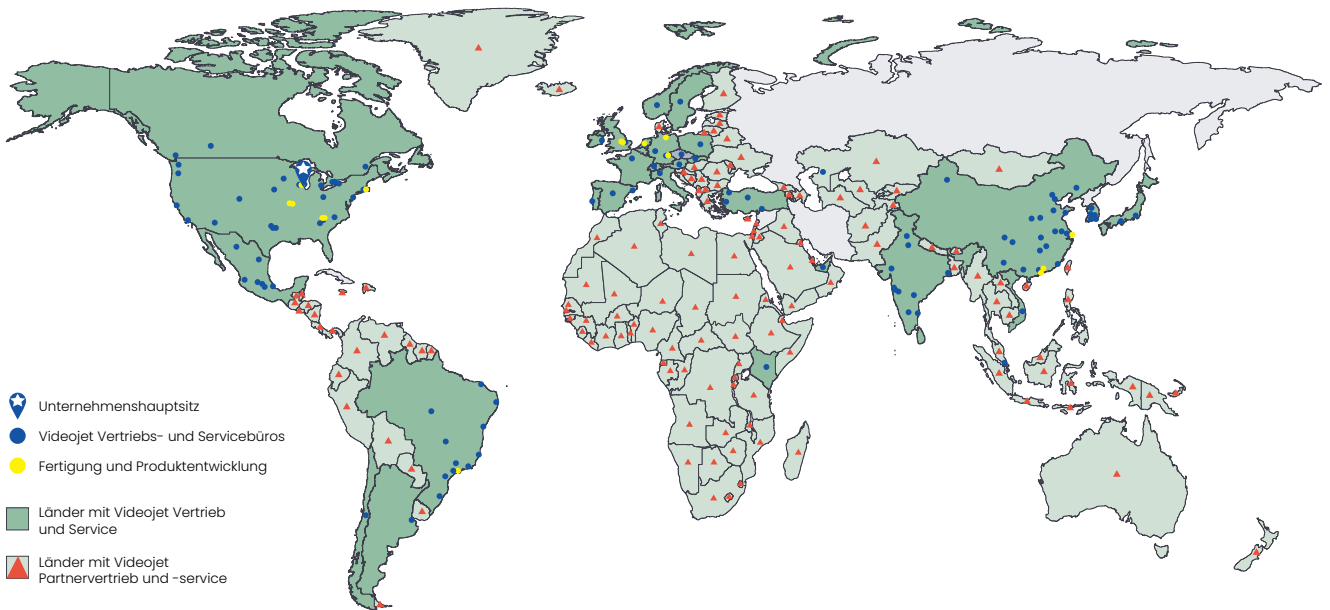 Unternehmenshauptsitz
Videojet Vertriebs- und Servicebüros
Fertigung und Produktentwicklung
Länder mit Videojet Vertrieb
und Service
Länder mit Videojet
Partnervertrieb und -service